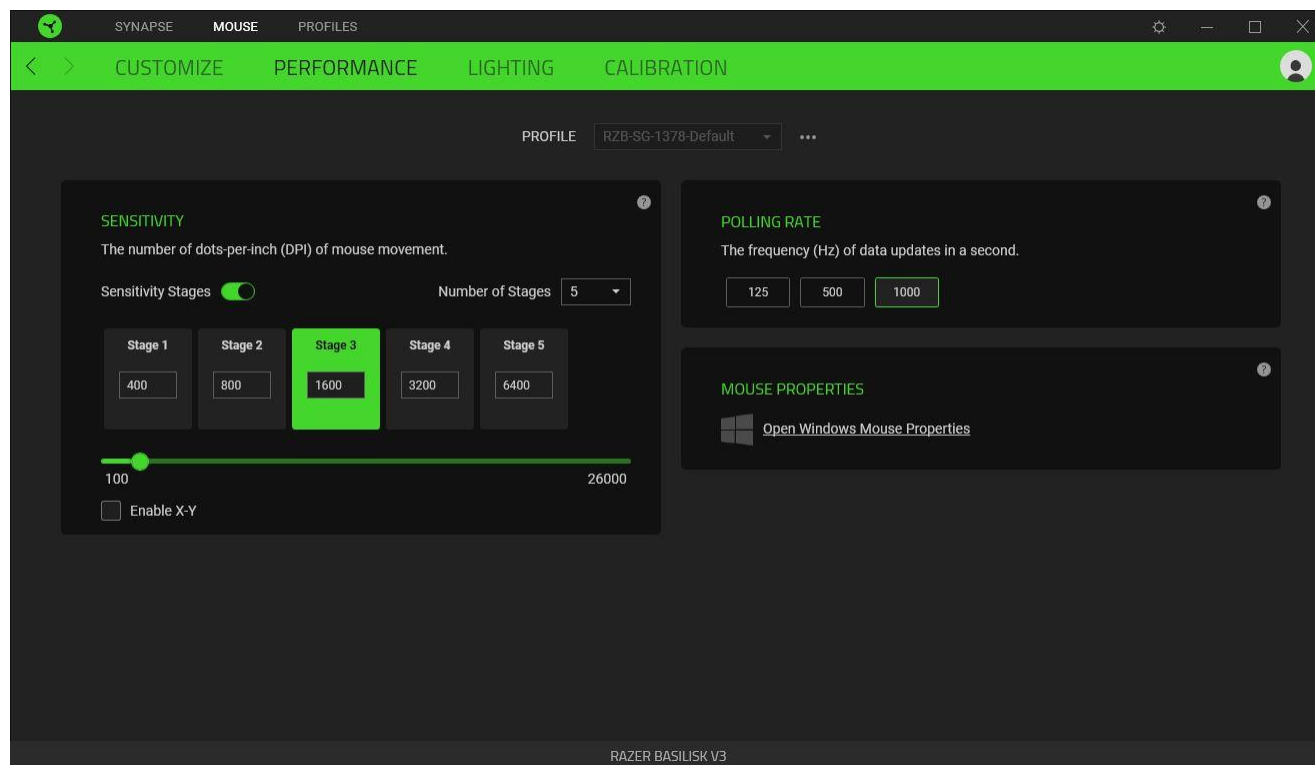 SYNAPSE MOUSE PROFILES
CUSTOMIZE PERFORMANCE LIGHTING CALIBRATION
PROFILE RZB-SG-1378-Default
SENSITIVITY
The number of dots-per-inch (DPI) of mouse movement.
Sensitivity Stages Number of Stages 5
Stage 1 Stage 2 Stage 3 Stage 4 Stage 5
400 800 1600 3200 6400
100 26000
Enable X-Y
POLLING RATE
The frequency (Hz) of data updates in a second.
125 500 1000
MOUSE PROPERTIES
Open Windows Mouse Properties
RAZER BASILISK V3